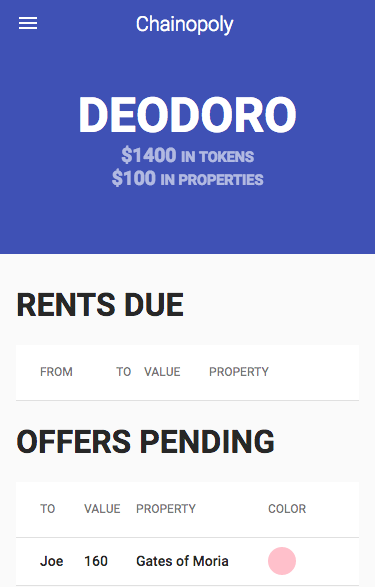 Chainopoly
DEODORO
$1400 IN TOKENS
$100 IN PROPERTIES
RENTS DUE
FROM TO VALUE PROPERTY
OFFERS PENDING
TO VALUE PROPERTY COLOR
Joe 160 Gates of Moria